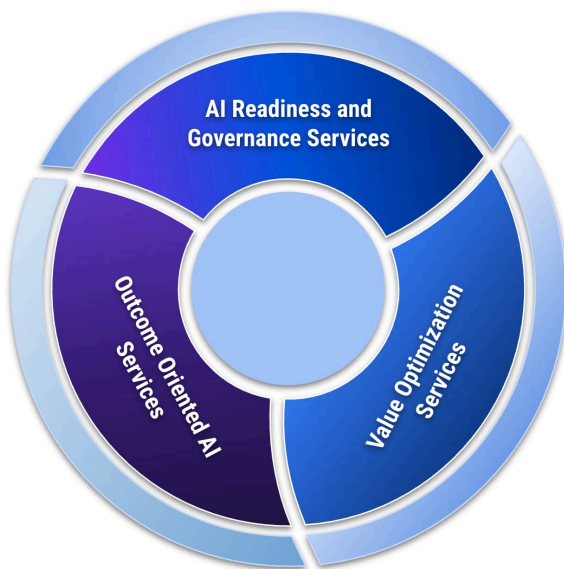 AI Readiness and
Governance Services
Outcome Oriented AI
Services
Value Optimization
Services